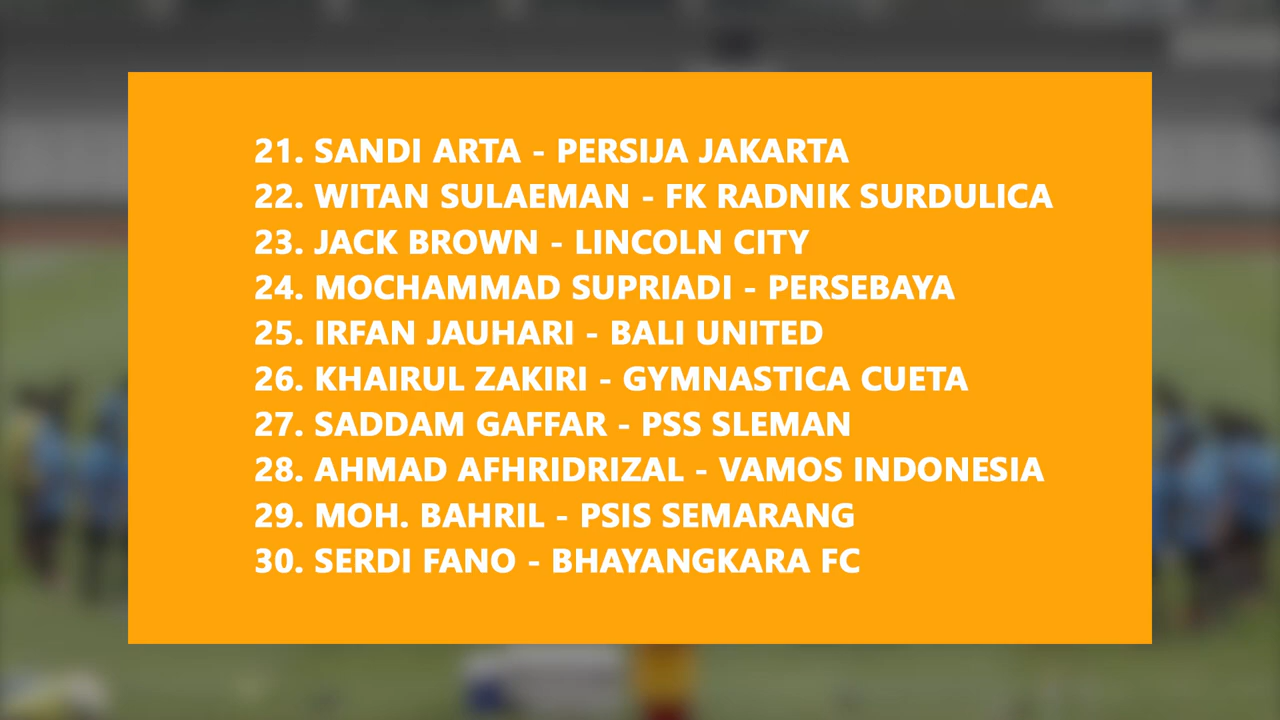 21. SANDI ARTA - PERSIJA JAKARTA
22. WITAN SULAEMAN - FK RADNIK SURDULICA
23. JACK BROWN - LINCOLN CITY
24. MOCHAMMAD SUPRIADI - PERSEBAYA
25. IRFAN JAUHARI - BALI UNITED
26. KHAIRUL ZAKIRI - GYMNASTICA CUETA
27. SADDAM GAFFAR - PSS SLEMAN
28. AHMAD AFHRIDRIZAL - VAMOS INDONESIA
29. MOH. BAHRIL - PSIS SEMARANG
30. SERDI FANO - BHAYANGKARA FC